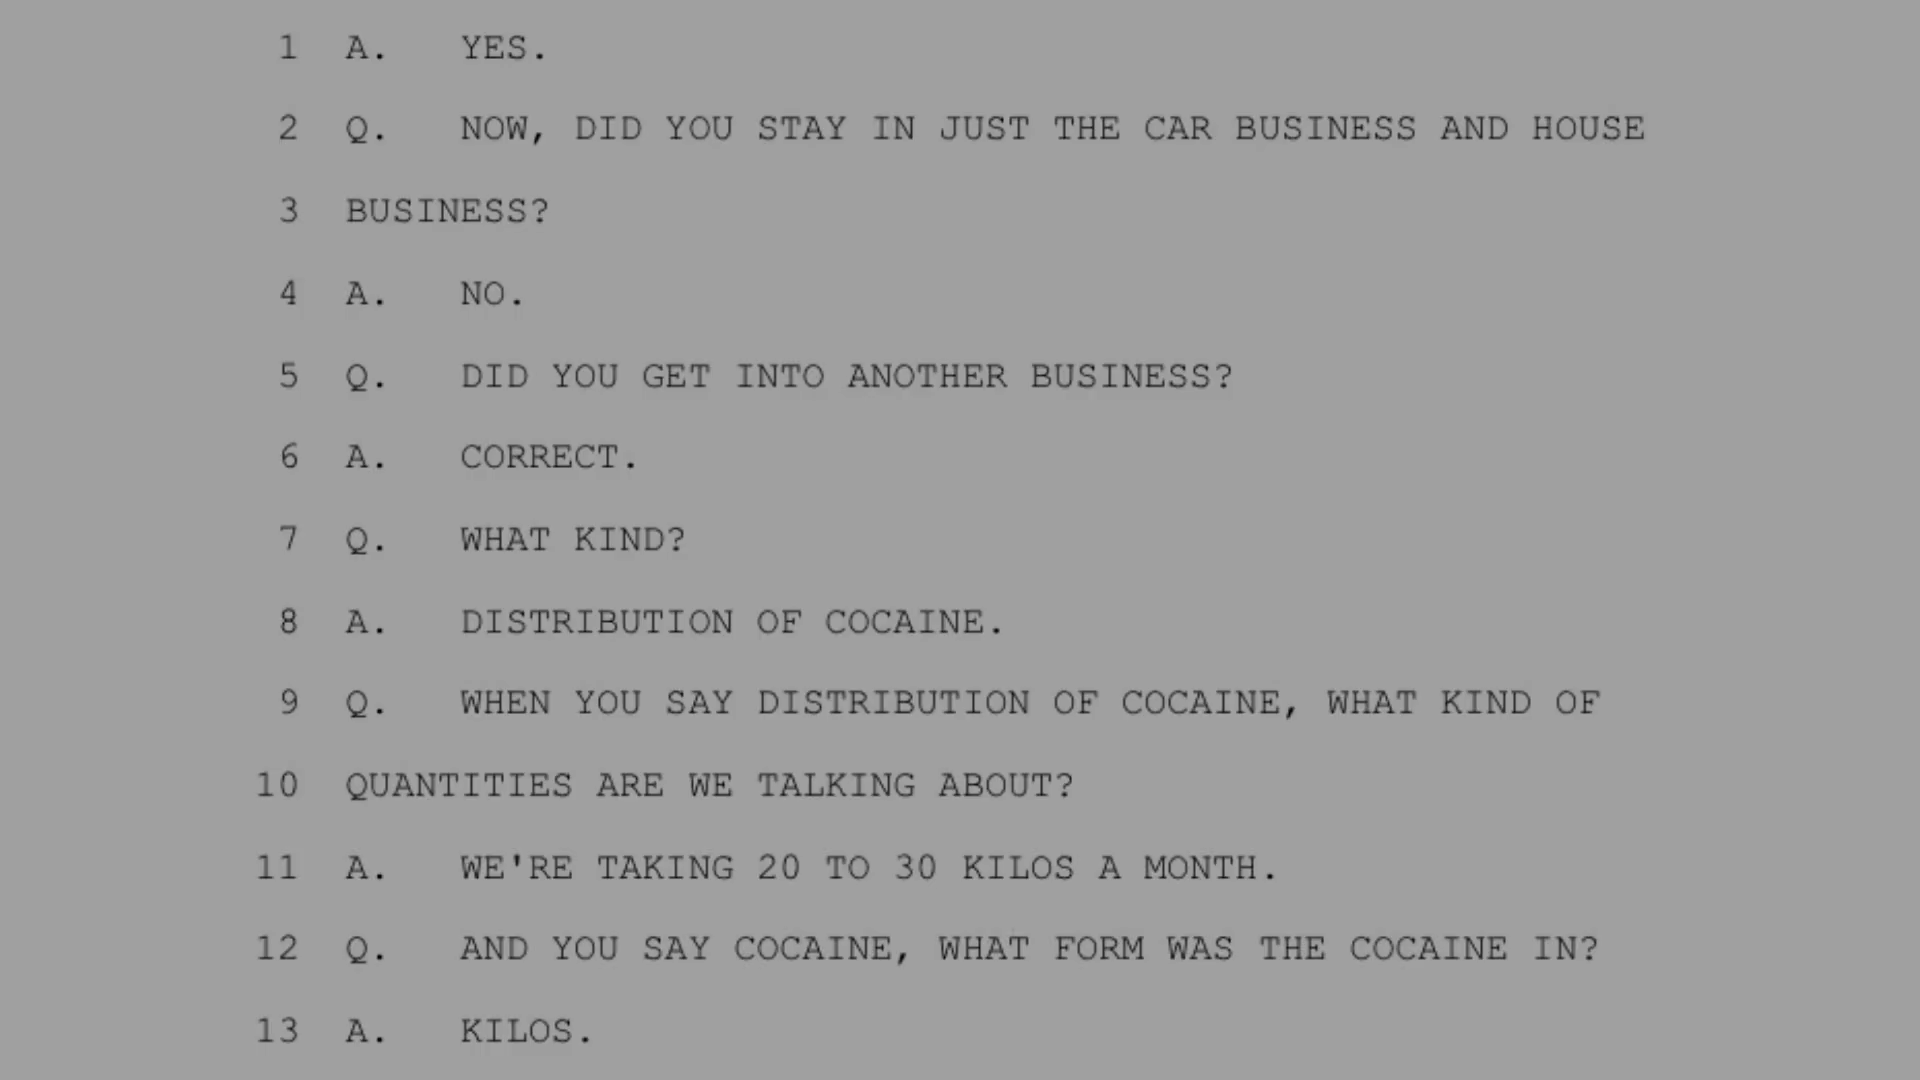 1 A. YES.
2 Q. NOW, DID YOU STAY IN JUST THE CAR BUSINESS AND HOUSE
3 BUSINESS?
4 A. NO.
5 Q. DID YOU GET INTO ANOTHER BUSINESS?
6 A. CORRECT.
7 Q. WHAT KIND?
8 A. DISTRIBUTION OF COCAINE.
9 Q. WHEN YOU SAY DISTRIBUTION OF COCAINE, WHAT KIND OF
10 QUANTITIES ARE WE TALKING ABOUT?
11 A. WE'RE TAKING 20 TO 30 KILOS A MONTH.
12 Q. AND YOU SAY COCAINE, WHAT FORM WAS THE COCAINE IN?
13 A. KILOS.